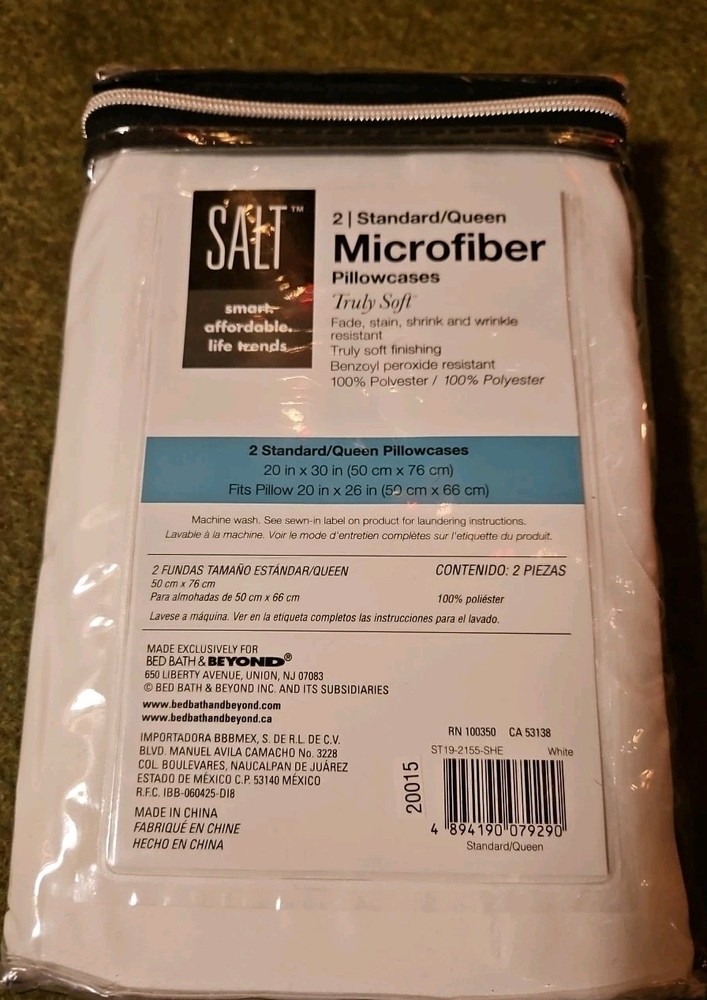 SALT™
smart.
affordable.
life trends.
2 | Standard/Queen
Microfiber
Pillowcases
Truly Soft™
Fade, stain, shrink and wrinkle
resistant
Truly soft finishing
Benzoyl peroxide resistant
100% Polyester / 100% Polyester
2 Standard/Queen Pillowcases
20 in x 30 in (50 cm x 76 cm)
Fits Pillow 20 in x 26 in (50 cm x 66 cm)
Machine wash. See sewn-in label on product for laundering instructions.
Lavable à la machine. Voir le mode d'entretien complètes sur l'etiquette du produit.
2 FUNDAS TAMAÑO ESTÁNDAR/QUEEN
50 cm x 76 cm
Para almohadas de 50 cm x 66 cm
CONTENIDO: 2 PIEZAS
100% poliéster
Lavese a máquina. Ver en la etiqueta completos las instrucciones para el lavado.
MADE EXCLUSIVELY FOR
BED BATH & BEYOND®
650 LIBERTY AVENUE, UNION, NJ 07083
© BED BATH & BEYOND INC. AND ITS SUBSIDIARIES
www.bedbathandbeyond.com
www.bedbathandbeyond.ca
IMPORTADORA BBBMEX, S. DE R.L. DE C.V.
BLVD. MANUEL AVILA CAMACHO No. 3228
COL. BOULEVARES, NAUCALPAN DE JUÁREZ
ESTADO DE MÉXICO C.P. 53140 MÉXICO
R.F.C. IBB-060425-DI8
MADE IN CHINA
FABRIQUÉ EN CHINE
HECHO EN CHINA
RN 100350 CA 53138
ST19-2155-SHE White
20015
4 894190 079290
Standard/Queen